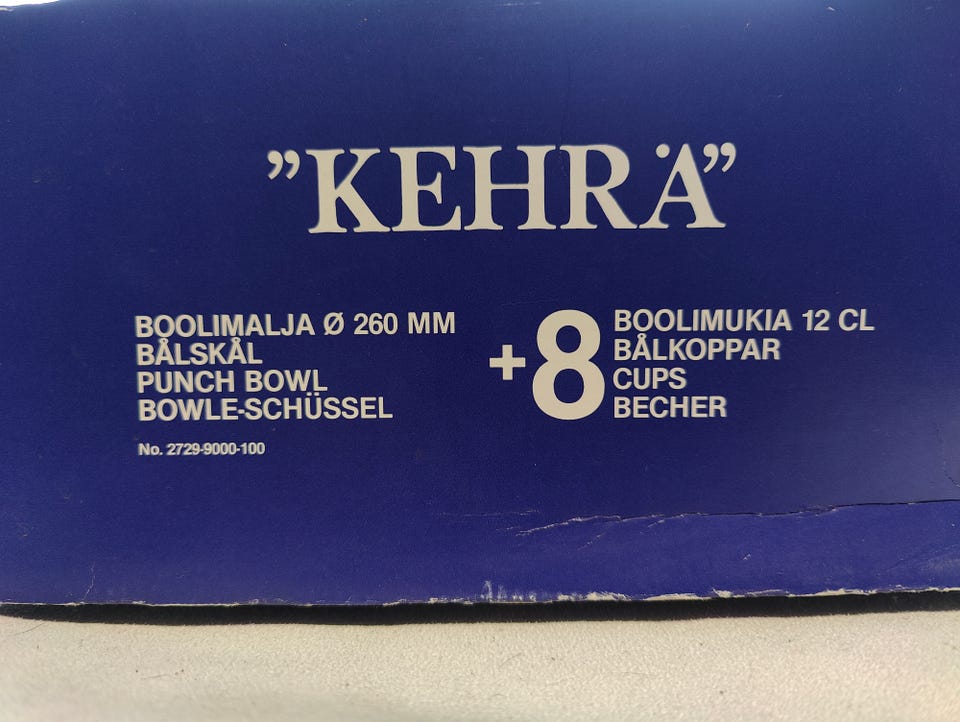 ”KEHRÄ”
BOOLIMALJA Ø 260 MM
BÅLSKÅL
PUNCH BOWL
BOWLE-SCHÜSSEL
No. 2729-9000-100
+8
BOOLIMUKIA 12 CL
BÅLKOPPAR
CUPS
BECHER